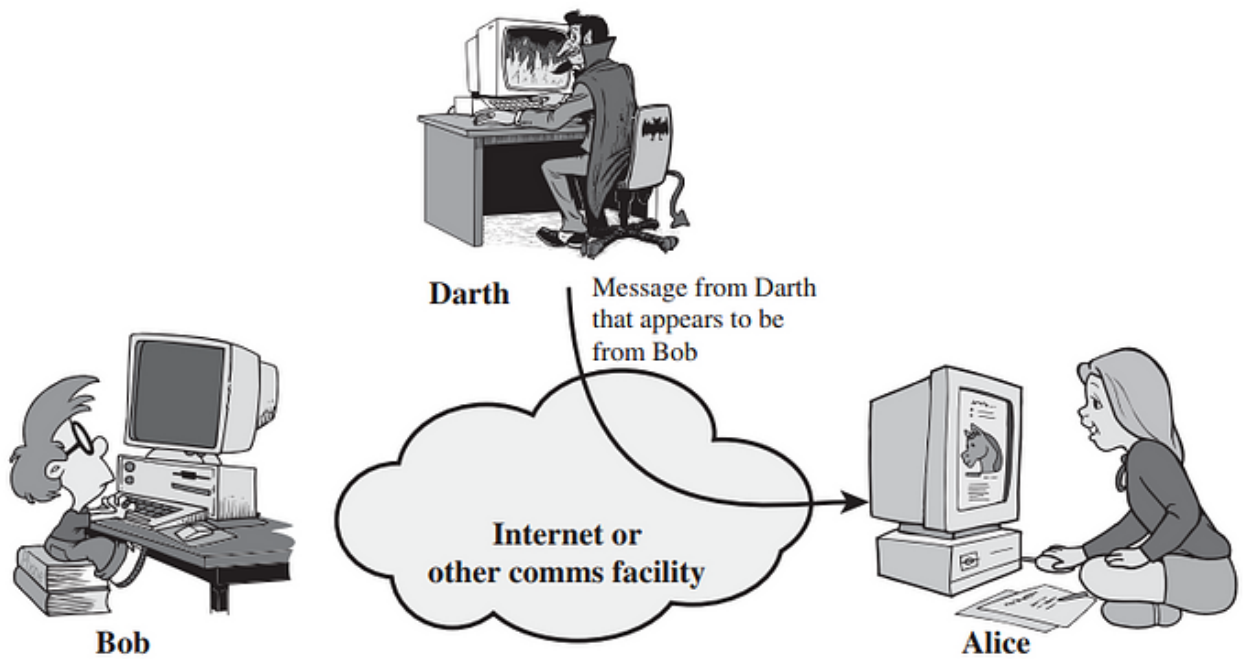 Darth
Message from Darth
that appears to be
from Bob
Internet or
other comms facility
Bob
Alice